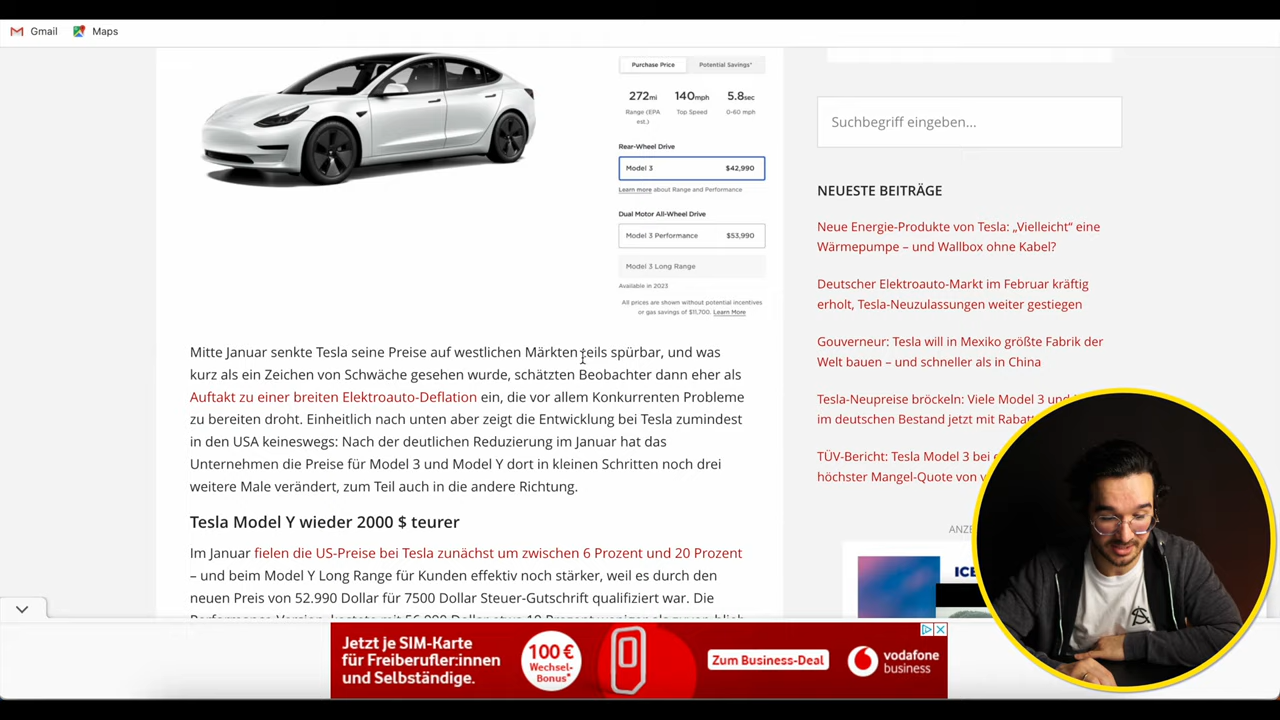 Gmail
Maps
Purchase Price
Potential Savings*
272mi
140mph
5.8sec
Range (EPA
est.)
Top Speed
0-60 mph
Rear-Wheel Drive
Model 3
$42,990
Learn more about Range and Performance
Dual Motor All-Wheel Drive
Model 3 Performance
$53,990
Model 3 Long Range
Available in 2023
All prices are shown without potential incentives
or gas savings of $11,700. Learn More
Mitte Januar senkte Tesla seine Preise auf westlichen Märkten teils spürbar, und was
kurz als ein Zeichen von Schwäche gesehen wurde, schätzten Beobachter dann eher als
Auftakt zu einer breiten Elektroauto-Deflation ein, die vor allem Konkurrenten Probleme
zu bereiten droht. Einheitlich nach unten aber zeigt die Entwicklung bei Tesla zumindest
in den USA keineswegs: Nach der deutlichen Reduzierung im Januar hat das
Unternehmen die Preise für Model 3 und Model Y dort in kleinen Schritten noch drei
weitere Male verändert, zum Teil auch in die andere Richtung.
Tesla Model Y wieder 2000 $ teurer
Im Januar fielen die US-Preise bei Tesla zunächst um zwischen 6 Prozent und 20 Prozent
– und beim Model Y Long Range für Kunden effektiv noch stärker, weil es durch den
neuen Preis von 52.990 Dollar für 7500 Dollar Steuer-Gutschrift qualifiziert war. Die
Suchbegriff eingeben...
NEUESTE BEITRÄGE
Neue Energie-Produkte von Tesla: „Vielleicht“ eine
Wärmepumpe – und Wallbox ohne Kabel?
Deutscher Elektroauto-Markt im Februar kräftig
erholt, Tesla-Neuzulassungen weiter gestiegen
Gouverneur: Tesla will in Mexiko größte Fabrik der
Welt bauen – und schneller als in China
Tesla-Neupreise bröckeln: Viele Model 3 und
im deutschen Bestand jetzt mit
TÜV-Bericht: Tesla Model 3 bei
höchster Mangel-Quote von
Jetzt je SIM-Karte
für Freiberufler:innen
und Selbständige.
100 €
Wechsel-
Bonus*
Zum Business-Deal
vodafone
business